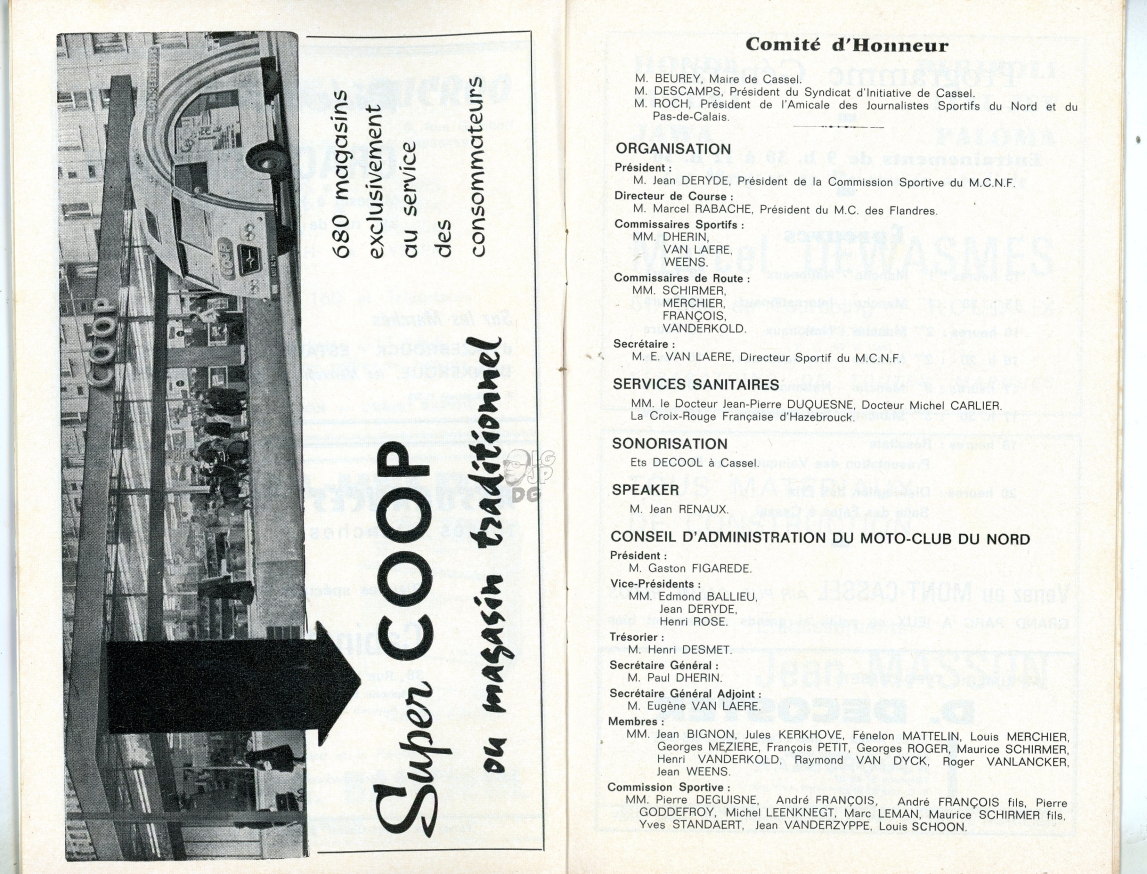 COOP
680 magasins
exclusivement
au service
des
consommateurs
Super COOP
ou magasin traditionnel
DG
Comité d'Honneur
M. BEUREY, Maire de Cassel.
M. DESCAMPS, Président du Syndicat d'Initiative de Cassel.
M. ROCH, Président de l'Amicale des Journalistes Sportifs du Nord et du
Pas-de-Calais.
ORGANISATION
Président :
M. Jean DERYDE, Président de la Commission Sportive du M.C.N.F.
Directeur de Course :
M. Marcel RABACHE, Président du M.C. des Flandres.
Commissaires Sportifs :
MM. DHERIN,
VAN LAERE,
WEENS.
Commissaires de Route :
MM. SCHIRMER,
MERCHIER,
FRANÇOIS,
VANDERKOLD.
Secrétaire :
M. E. VAN LAERE, Directeur Sportif du M.C.N.F.
SERVICES SANITAIRES
MM. le Docteur Jean-Pierre DUQUESNE, Docteur Michel CARLIER.
La Croix-Rouge Française d'Hazebrouck.
SONORISATION
Ets DECOOL à Cassel.
SPEAKER
M. Jean RENAUX.
CONSEIL D'ADMINISTRATION DU MOTO-CLUB DU NORD
Président :
M. Gaston FIGAREDE.
Vice-Présidents :
MM. Edmond BALLIEU,
Jean DERYDE,
Henri ROSE.
Trésorier :
M. Henri DESMET.
Secrétaire Général :
M. Paul DHERIN.
Secrétaire Général Adjoint :
M. Eugène VAN LAERE.
Membres :
MM. Jean BIGNON, Jules KERKHOVE, Fénelon MATTELIN, Louis MERCHIER,
Georges MEZIERE, François PETIT, Georges ROGER, Maurice SCHIRMER,
Henri VANDERKOLD, Raymond VAN DYCK, Roger VANLANCKER,
Jean WEENS.
Commission Sportive :
MM. Pierre DEGUISNE, André FRANÇOIS, André FRANÇOIS fils, Pierre
GODDEFROY, Michel LEENKNEGT, Marc LEMAN, Maurice SCHIRMER fils,
Yves STANDAERT, Jean VANDERZYPPE, Louis SCHOON.